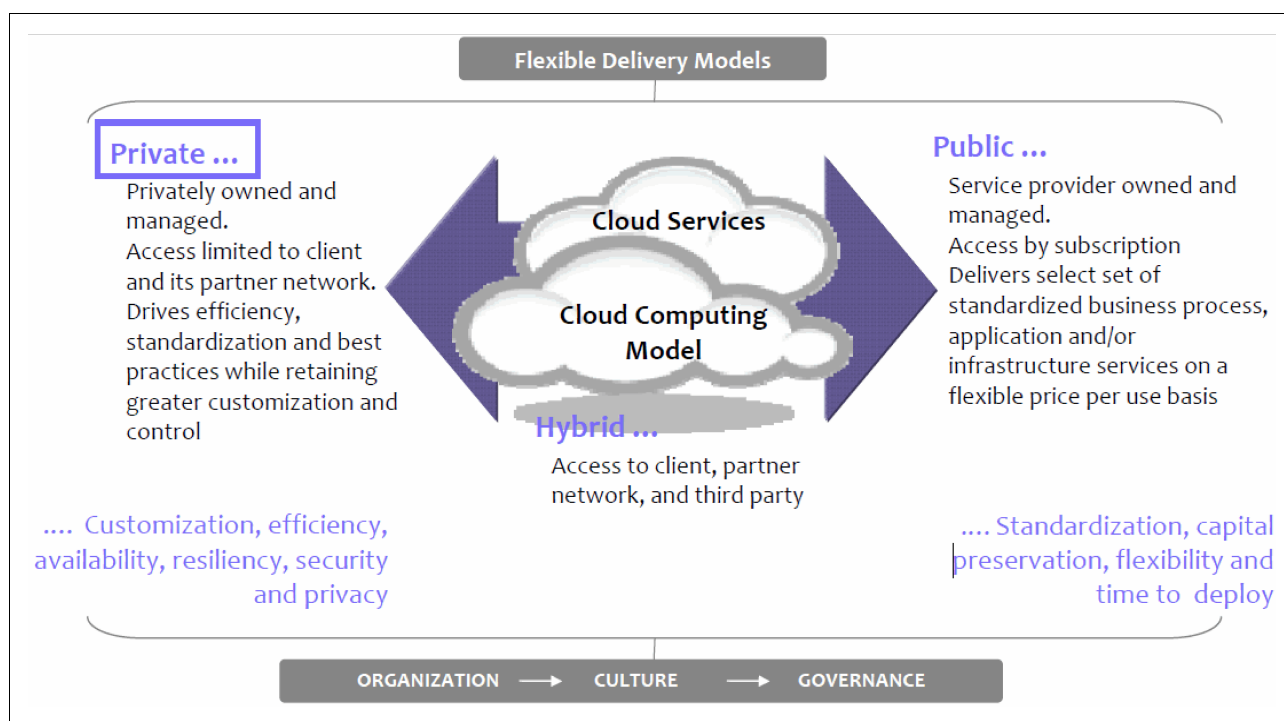 Flexible Delivery Models
Private ...
Privately owned and
managed.
Access limited to client
and its partner network.
Drives efficiency,
standardization and best
practices while retaining
greater customization and
control
.... Customization, efficiency,
availability, resiliency, security
and privacy
Cloud Services
Cloud Computing
Model
Hybrid ...
Access to client, partner
network, and third party
Public ...
Service provider owned and
managed.
Access by subscription
Delivers select set of
standardized business process,
application and/or
infrastructure services on a
flexible price per use basis
.... Standardization, capital
preservation, flexibility and
time to deploy
ORGANIZATION → CULTURE → GOVERNANCE